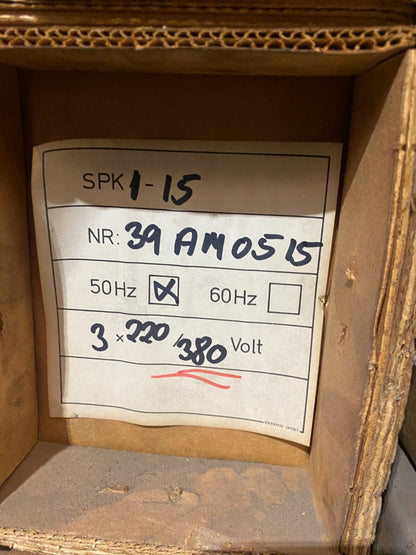 SPK 1-15
NR: 39 AM0515
50Hz ☒ 60Hz ☐
3 x 220/380 Volt